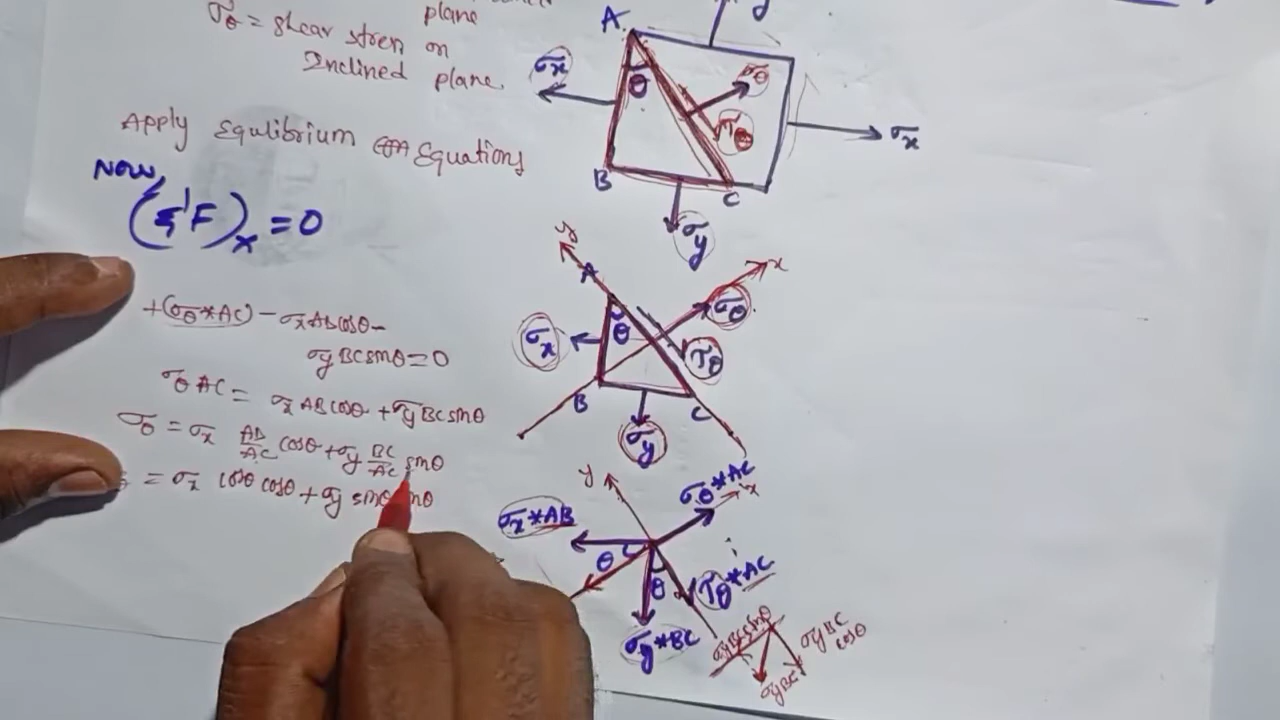 plane
τθ = shear stress on
Inclined plane
Apply Equlibrium Equations
Now,
(ΣF)x = 0
+(σθ*AC) - σx ABcosθ -
σy BC sinθ = 0
σθ AC = σx AB cosθ + σy BC sinθ
σθ = σx AB/AC cosθ + σy BC/AC sinθ
= σx cosθ cosθ + σy sinθ sinθ
A
θ
σx
σθ
τθ
σx
B
C
σy
y
x
A
θ
σθ
σx
τθ
B
C
σy
y
σθ*AC
x
σx*AB
θ
θ
τθ*AC
σy*BC
σy BC sinθ
σy BC
cosθ
σy BC